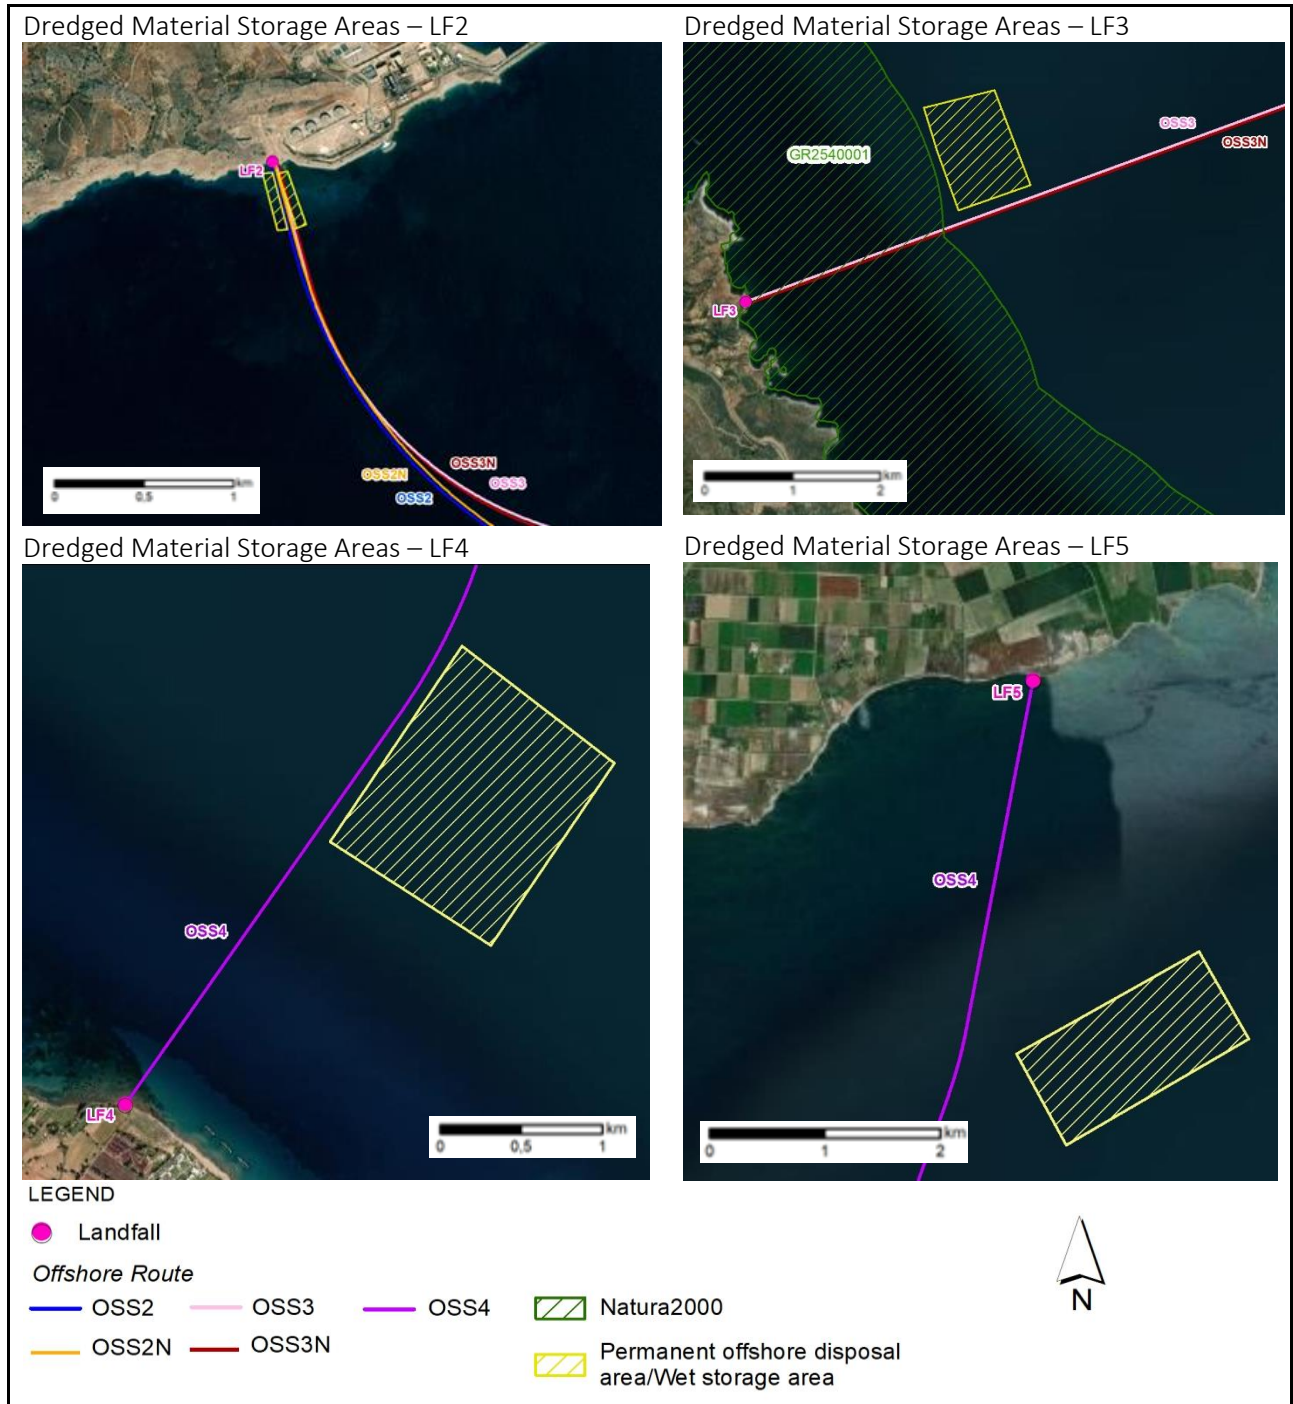 Dredged Material Storage Areas – LF2
LF2
OSS3N
OSS2N
OSS3
OSS2
km
0 0,5 1
Dredged Material Storage Areas – LF3
OSS3
OSS3N
GR2540001
LF3
km
0 1 2
Dredged Material Storage Areas – LF4
OSS4
LF4
km
0 0,5 1
Dredged Material Storage Areas – LF5
LF5
OSS4
km
0 1 2
LEGEND
Landfall
Offshore Route
OSS2 OSS3 OSS4
OSS2N OSS3N
Natura2000
Permanent offshore disposal
area/Wet storage area
N